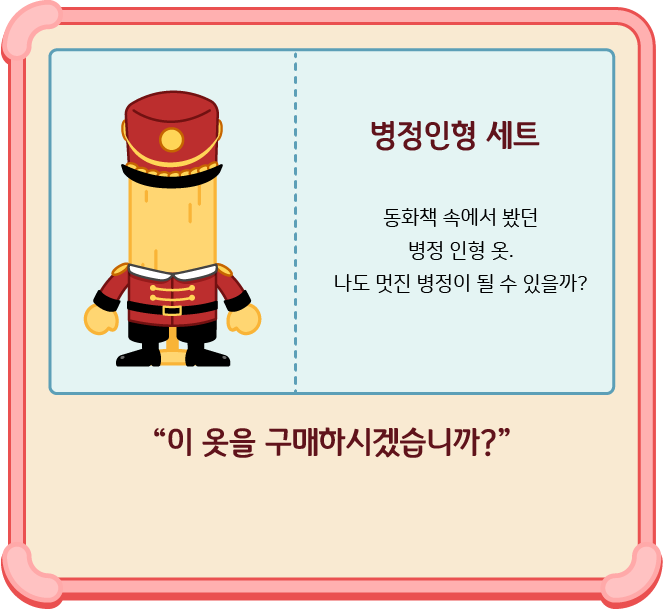 병정인형 세트
동화책 속에서 봤던
병정 인형 옷.
나도 멋진 병정이 될 수 있을까?
“이 옷을 구매하시겠습니까?”